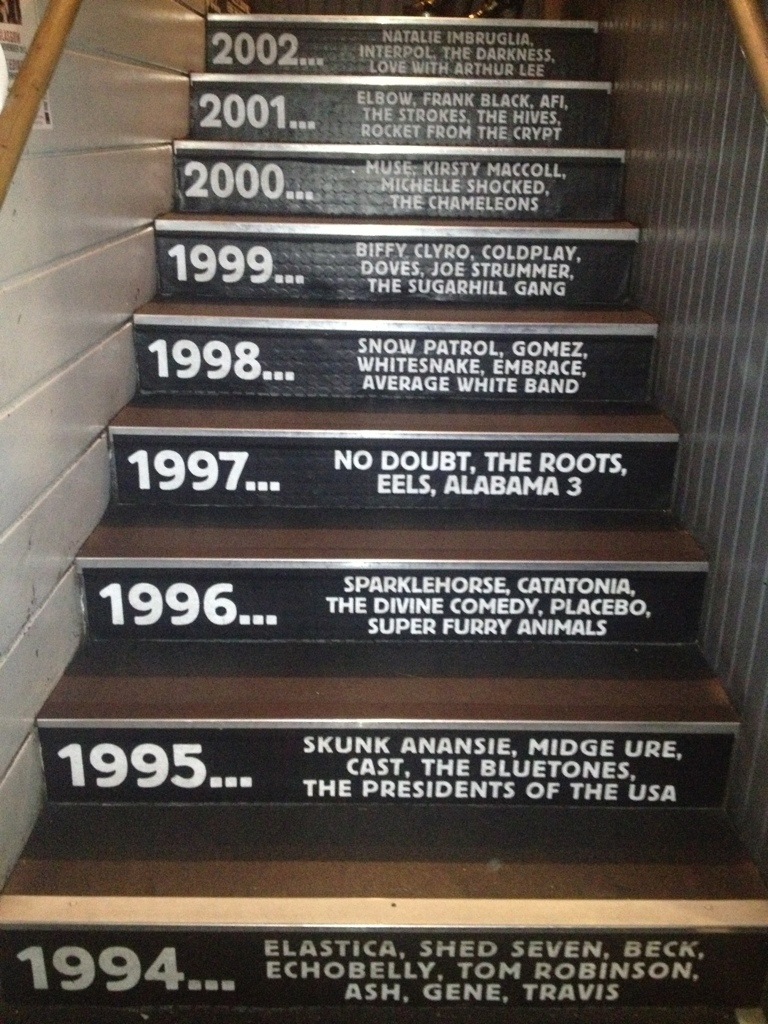 2002...
NATALIE IMBRUGLIA,
INTERPOL, THE DARKNESS,
LOVE WITH ARTHUR LEE
2001...
ELBOW, FRANK BLACK, AFI,
THE STROKES, THE HIVES,
ROCKET FROM THE CRYPT
2000...
MUSE, KIRSTY MACCOLL,
MICHELLE SHOCKED,
THE CHAMELEONS
1999...
BIFFY CLYRO, COLDPLAY,
DOVES, JOE STRUMMER,
THE SUGARHILL GANG
1998...
SNOW PATROL, GOMEZ,
WHITESNAKE, EMBRACE,
AVERAGE WHITE BAND
1997...
NO DOUBT, THE ROOTS,
EELS, ALABAMA 3
1996...
SPARKLEHORSE, CATATONIA,
THE DIVINE COMEDY, PLACEBO,
SUPER FURRY ANIMALS
1995...
SKUNK ANANSIE, MIDGE URE,
CAST, THE BLUETONES,
THE PRESIDENTS OF THE USA
1994...
ELASTICA, SHED SEVEN, BECK,
ECHOBELLY, TOM ROBINSON,
ASH, GENE, TRAVIS